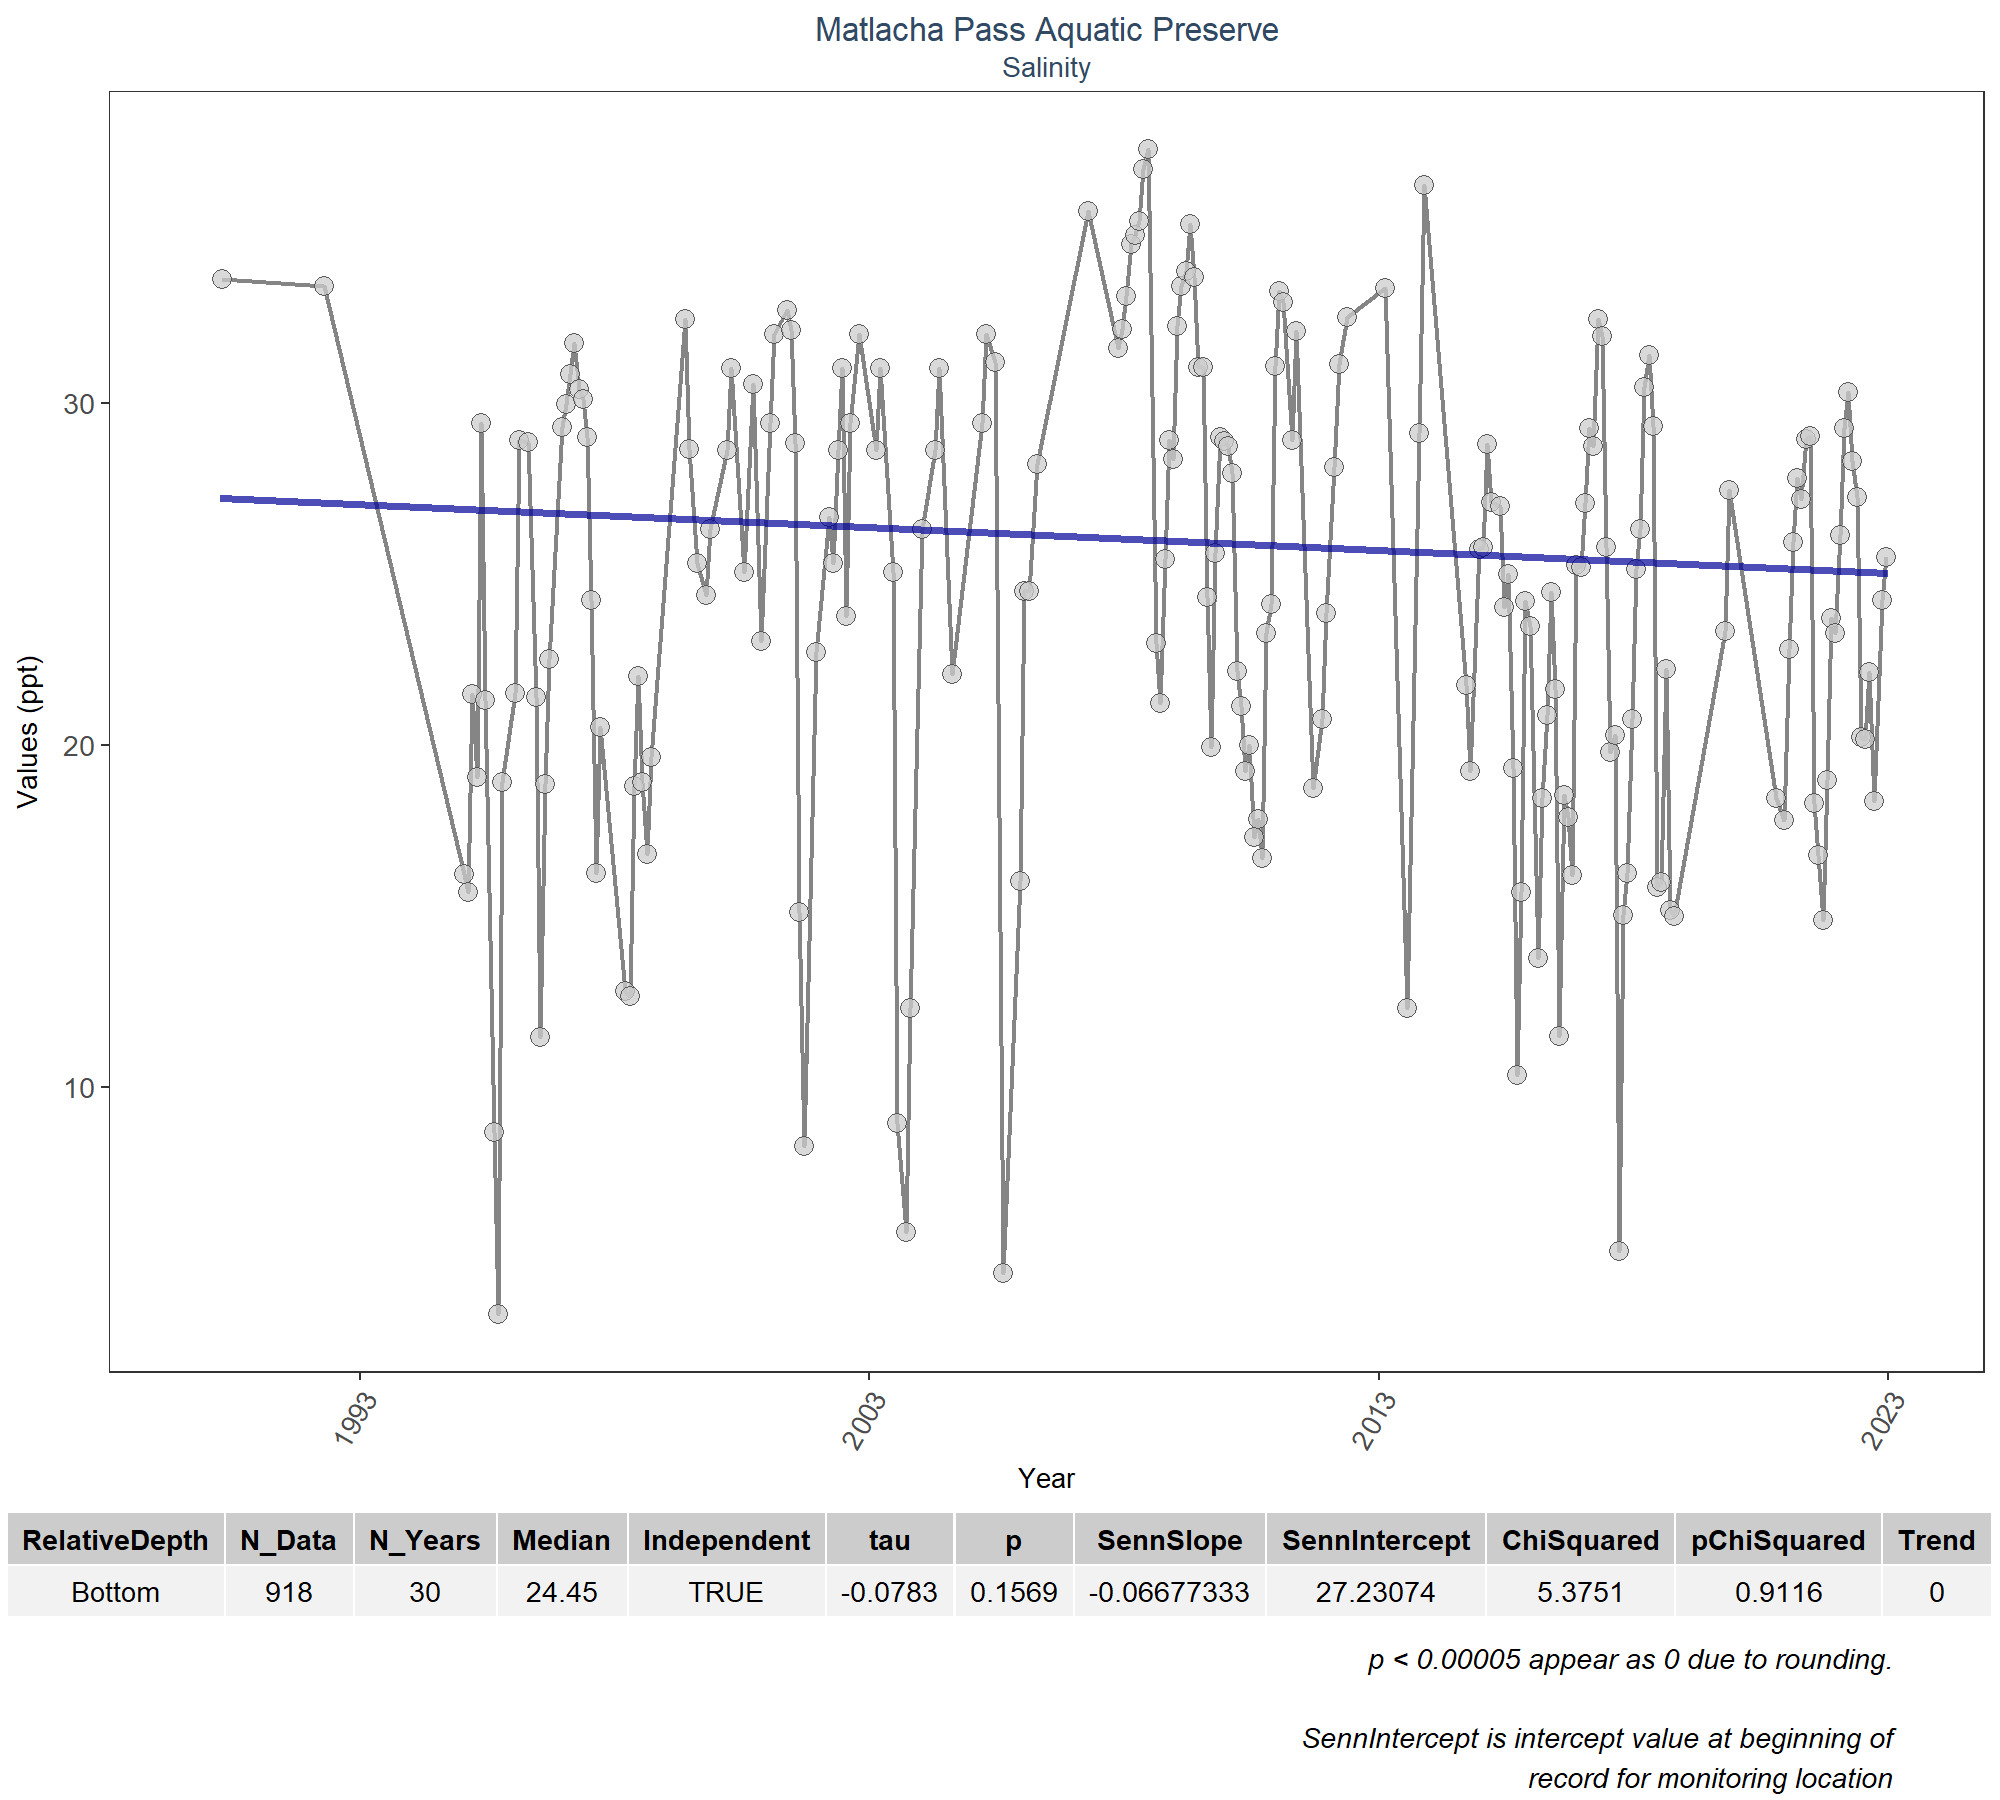 Matlacha Pass Aquatic Preserve
Salinity
Values (ppt)
30
20
10
1993
2003
2013
2023
Year
RelativeDepth N_Data N_Years Median Independent tau p SennSlope SennIntercept ChiSquared pChiSquared Trend
Bottom 918 30 24.45 TRUE -0.0783 0.1569 -0.06677333 27.23074 5.3751 0.9116 0
p < 0.00005 appear as 0 due to rounding.
SennIntercept is intercept value at beginning of
record for monitoring location